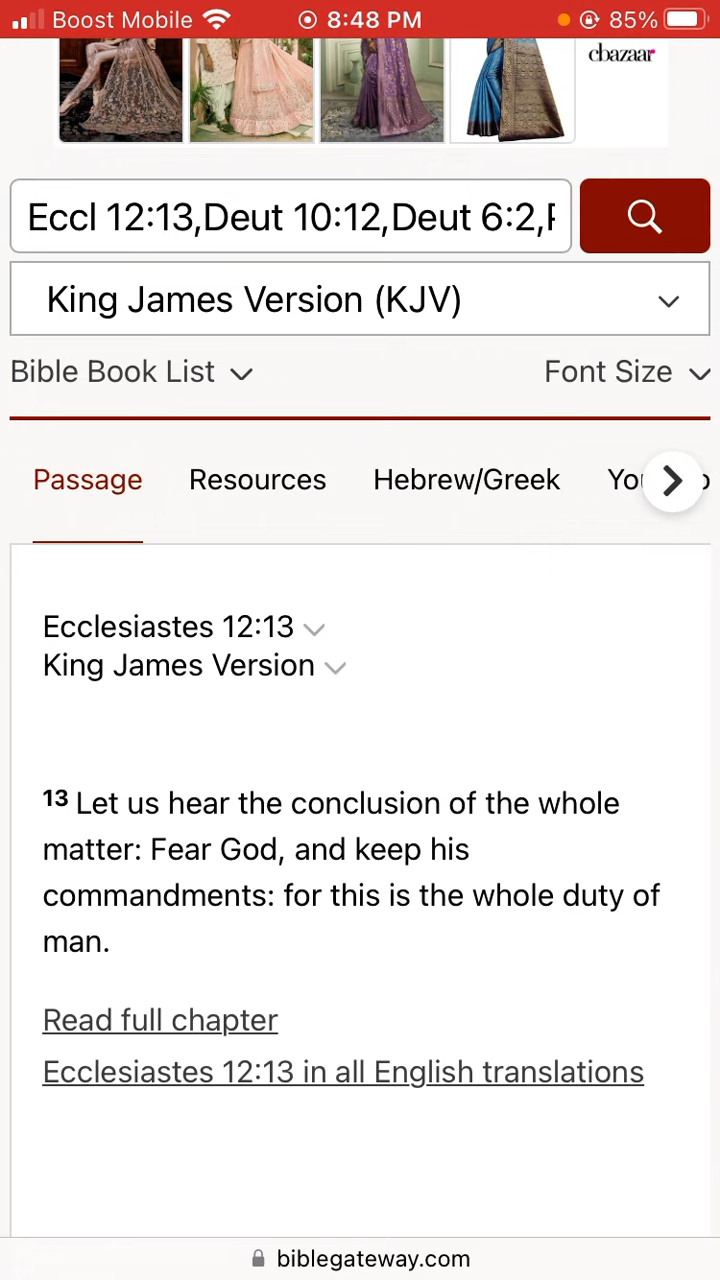 Boost Mobile 8:48 PM 85%
cbazaar
Eccl 12:13,Deut 10:12,Deut 6:2,
King James Version (KJV)
Bible Book List Font Size
Passage Resources Hebrew/Greek
Ecclesiastes 12:13
King James Version
13 Let us hear the conclusion of the whole
matter: Fear God, and keep his
commandments: for this is the whole duty of
man.
Read full chapter
Ecclesiastes 12:13 in all English translations
biblegateway.com